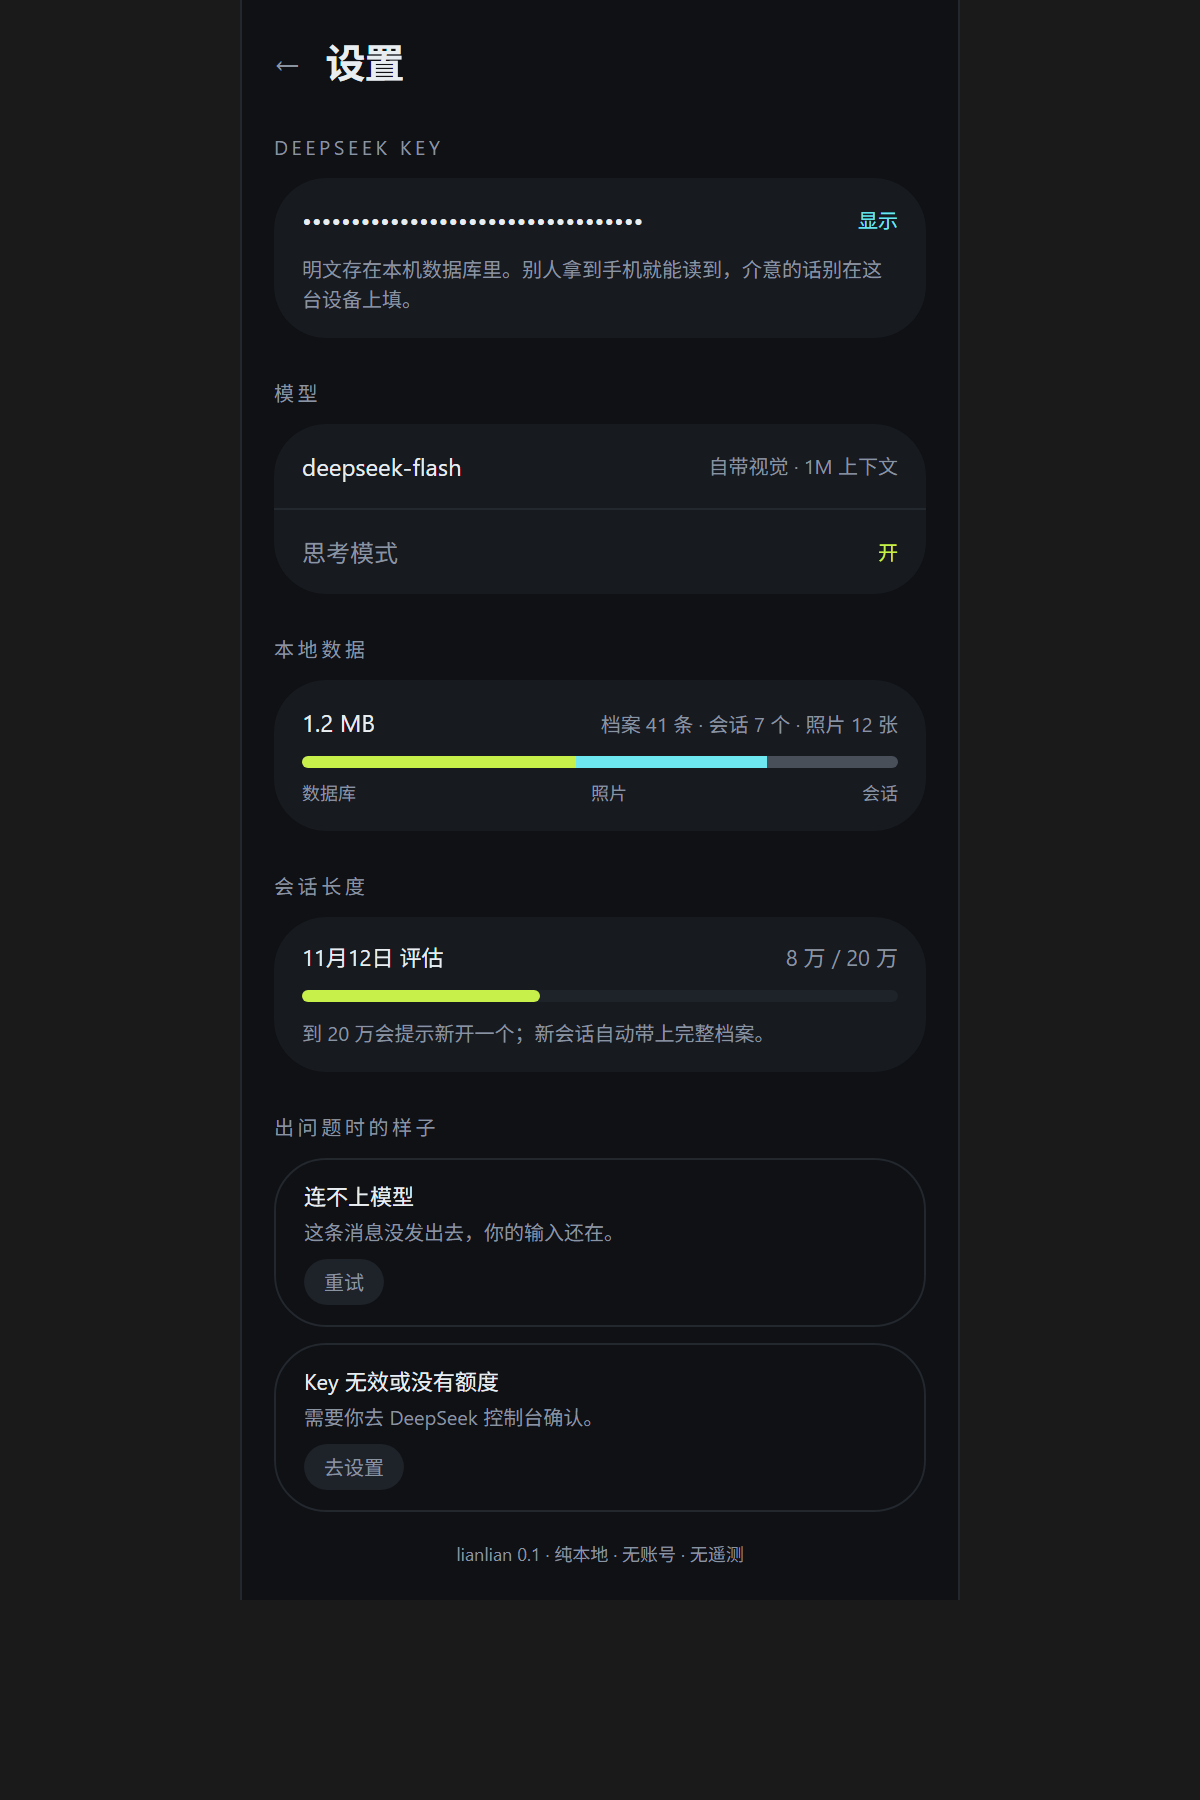 ← 设置
DEEPSEEK KEY
••••••••••••••••••••••••••••••••••• 显示
明文存在本机数据库里。别人拿到手机就能读到，介意的话别在这
台设备上填。
模型
deepseek-flash 自带视觉 · 1M 上下文
思考模式 开
本地数据
1.2 MB 档案 41 条 · 会话 7 个 · 照片 12 张
数据库 照片 会话
会话长度
11月12日 评估 8 万 / 20 万
到 20 万会提示新开一个；新会话自动带上完整档案。
出问题时的样子
连不上模型
这条消息没发出去，你的输入还在。
重试
Key 无效或没有额度
需要你去 DeepSeek 控制台确认。
去设置
lianlian 0.1 · 纯本地 · 无账号 · 无遥测